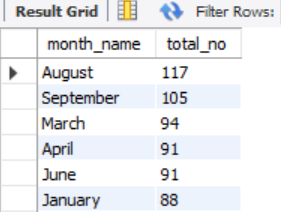 Result Grid Filter Rows:
month_name total_no
August 117
September 105
March 94
April 91
June 91
January 88